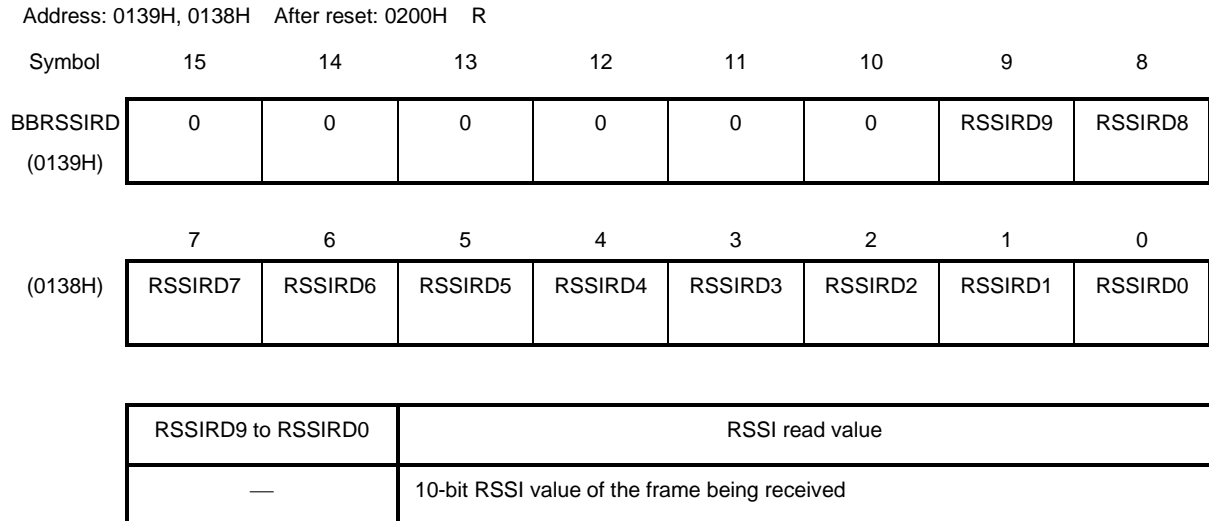 Address: 0139H, 0138H After reset: 0200H R
Symbol 15 14 13 12 11 10 9 8
BBRSSIRD 0 0 0 0 0 0 RSSIRD9 RSSIRD8
(0139H)
7 6 5 4 3 2 1 0
(0138H) RSSIRD7 RSSIRD6 RSSIRD5 RSSIRD4 RSSIRD3 RSSIRD2 RSSIRD1 RSSIRD0
RSSIRD9 to RSSIRD0 RSSI read value
— 10-bit RSSI value of the frame being received